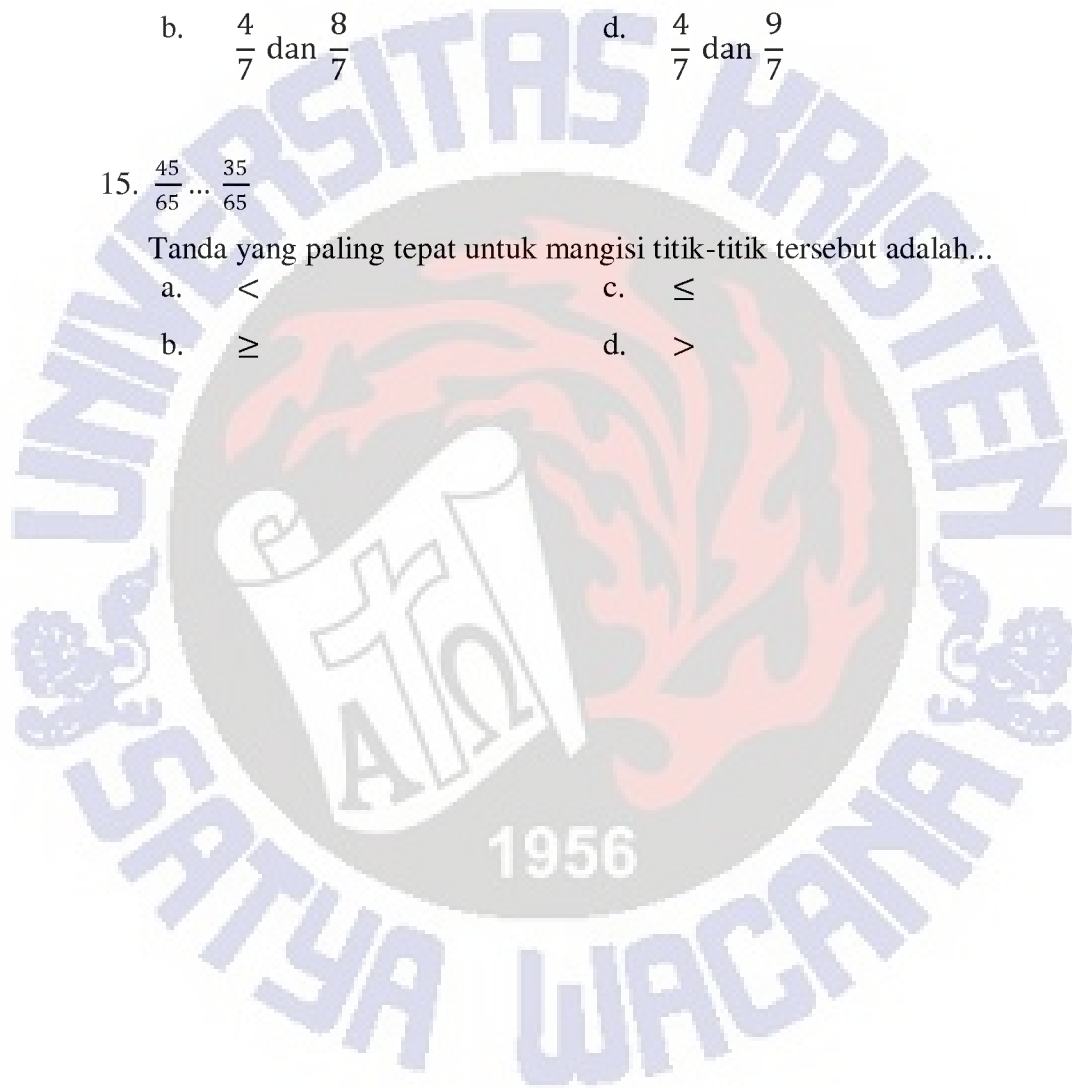 b. 4/7 dan 8/7 d. 4/7 dan 9/7
15. 45/65 ... 35/65
Tanda yang paling tepat untuk mangisi titik-titik tersebut adalah...
a. < c. ≤
b. ≥ d. >
UNIVERSITAS KRISTEN
SATYA WACANA
Α Ω
1956